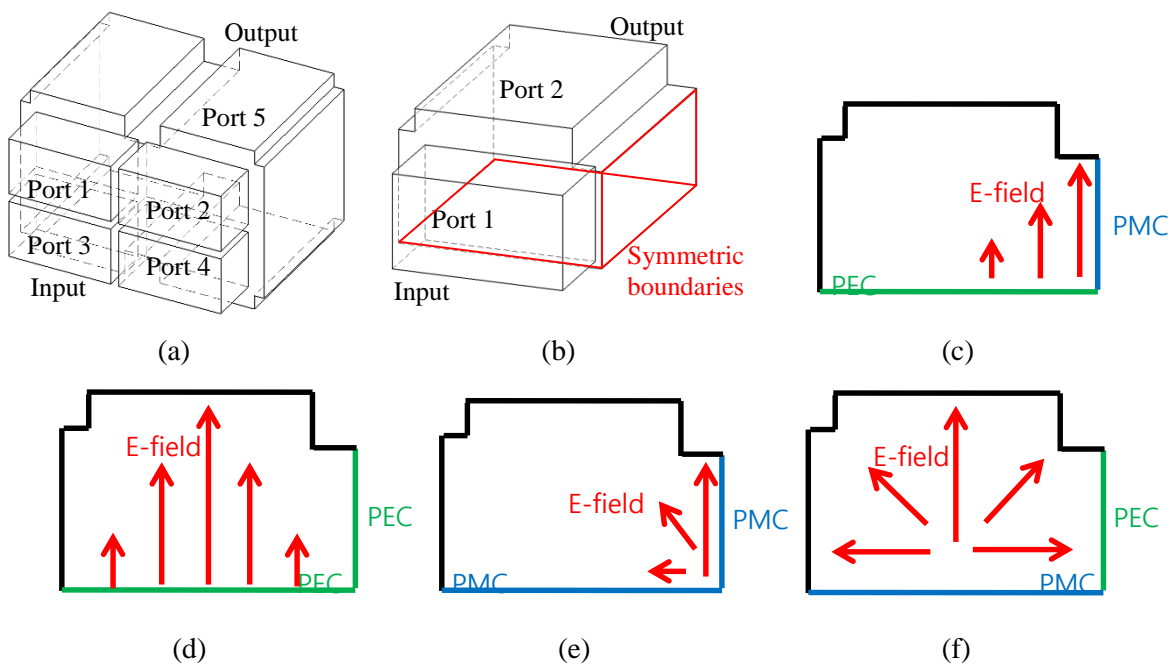 Output
Port 5
Port 1
Port 2
Port 3
Port 4
Input
(a)
Output
Port 2
Port 1
Input
Symmetric
boundaries
(b)
E-field
PMC
PEC
(c)
E-field
PEC
PEC
(d)
E-field
PMC
PMC
(e)
E-field
PEC
PMC
(f)